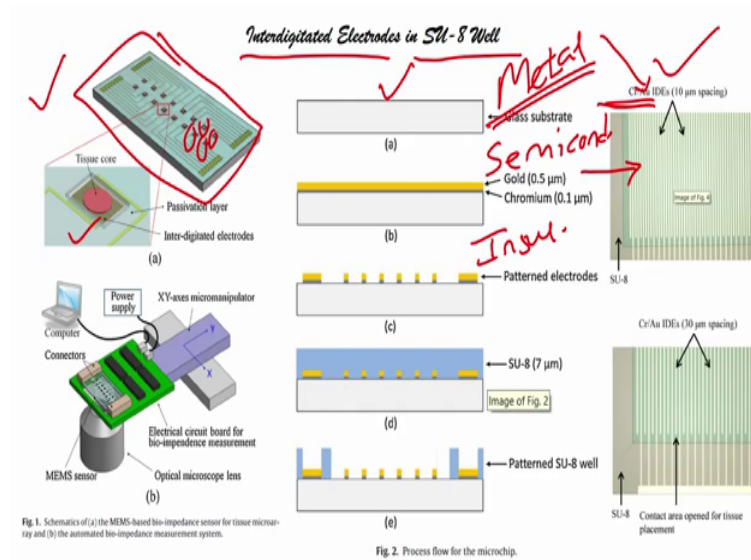 Interdigitated Electrodes in SU-8 Well
Metal
Semicond.
Insu.
Tissue core
Passivation layer
Inter-digitated electrodes
(a)
Power
supply
XY-axes micromanipulator
Computer
Connectors
Y
X
Electrical circuit board for
bio-impendence measurement
MEMS sensor
Optical microscope lens
(b)
Fig. 1. Schematics of (a) the MEMS-based bio-impedance sensor for tissue microar-
ray and (b) the automated bio-impedance measurement system.
Glass substrate
(a)
Gold (0.5 μm)
Chromium (0.1 μm)
(b)
Patterned electrodes
(c)
SU-8 (7 μm)
Image of Fig. 2
(d)
Patterned SU-8 well
(e)
Fig. 2. Process flow for the microchip.
Cr/Au IDEs (10 μm spacing)
Image of Fig. 4
SU-8
Cr/Au IDEs (30 μm spacing)
SU-8
Contact area opened for tissue
placement